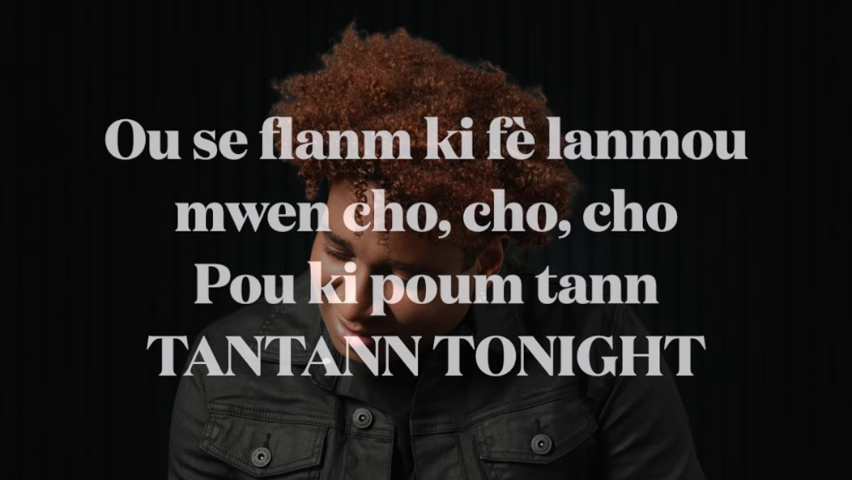 Ou se flanm ki fè lanmou
mwen cho, cho, cho
Pou ki poum tann
TANTANN TONIGHT